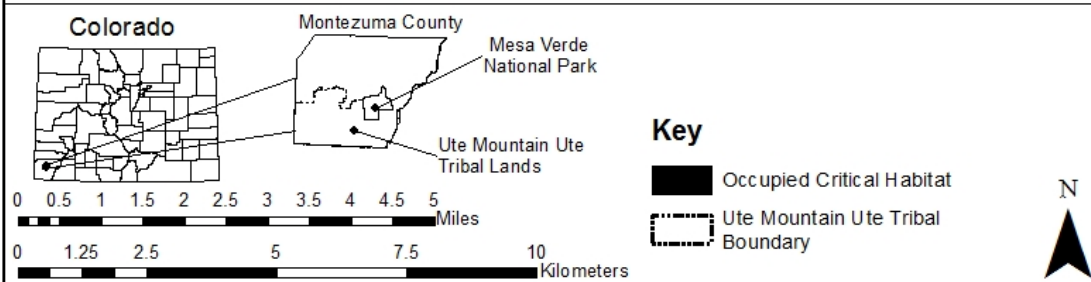 Colorado
Montezuma County
Mesa Verde
National Park
Ute Mountain Ute
Tribal Lands
0 0.5 1 1.5 2 2.5 3 3.5 4 4.5 5
Miles
0 1.25 2.5 5 7.5 10
Kilometers
Key
Occupied Critical Habitat
Ute Mountain Ute Tribal
Boundary
N